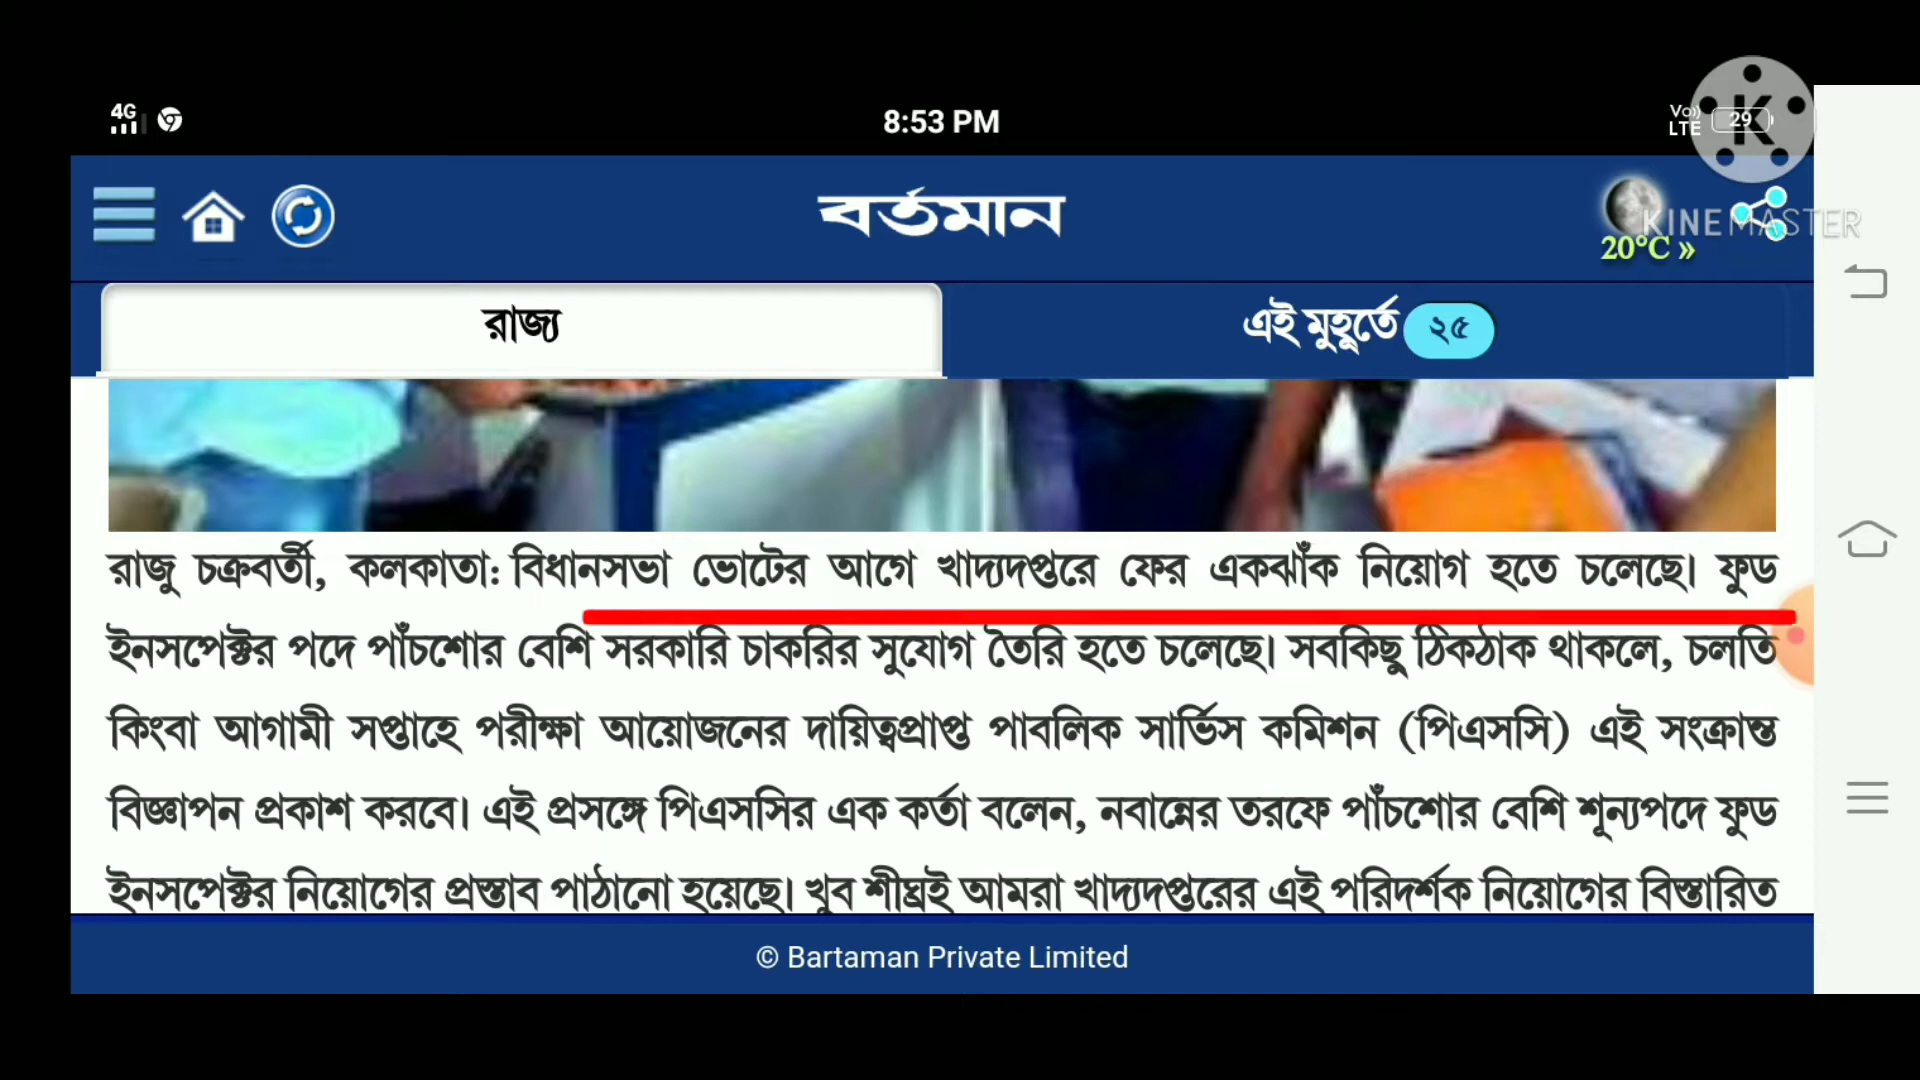 4G
8:53 PM
Vo)) LTE
29
K
KINEMASTER
বর্তমান
20°C »
রাজ্য
এই মুহূর্তে ২৫
রাজু চক্রবর্তী, কলকাতা: বিধানসভা ভোটের আগে খাদ্যদপ্তরে ফের একঝাঁক নিয়োগ হতে চলেছে। ফুড
ইনসপেক্টর পদে পাঁচশোর বেশি সরকারি চাকরির সুযোগ তৈরি হতে চলেছে। সবকিছু ঠিকঠাক থাকলে, চলতি
কিংবা আগামী সপ্তাহে পরীক্ষা আয়োজনের দায়িত্বপ্রাপ্ত পাবলিক সার্ভিস কমিশন (পিএসসি) এই সংক্রান্ত
বিজ্ঞাপন প্রকাশ করবে। এই প্রসঙ্গে পিএসসির এক কর্তা বলেন, নবান্নের তরফে পাঁচশোর বেশি শূন্যপদে ফুড
ইনসপেক্টর নিয়োগের প্রস্তাব পাঠানো হয়েছে। খুব শীঘ্রই আমরা খাদ্যদপ্তরের এই পরিদর্শক নিয়োগের বিস্তারিত
© Bartaman Private Limited